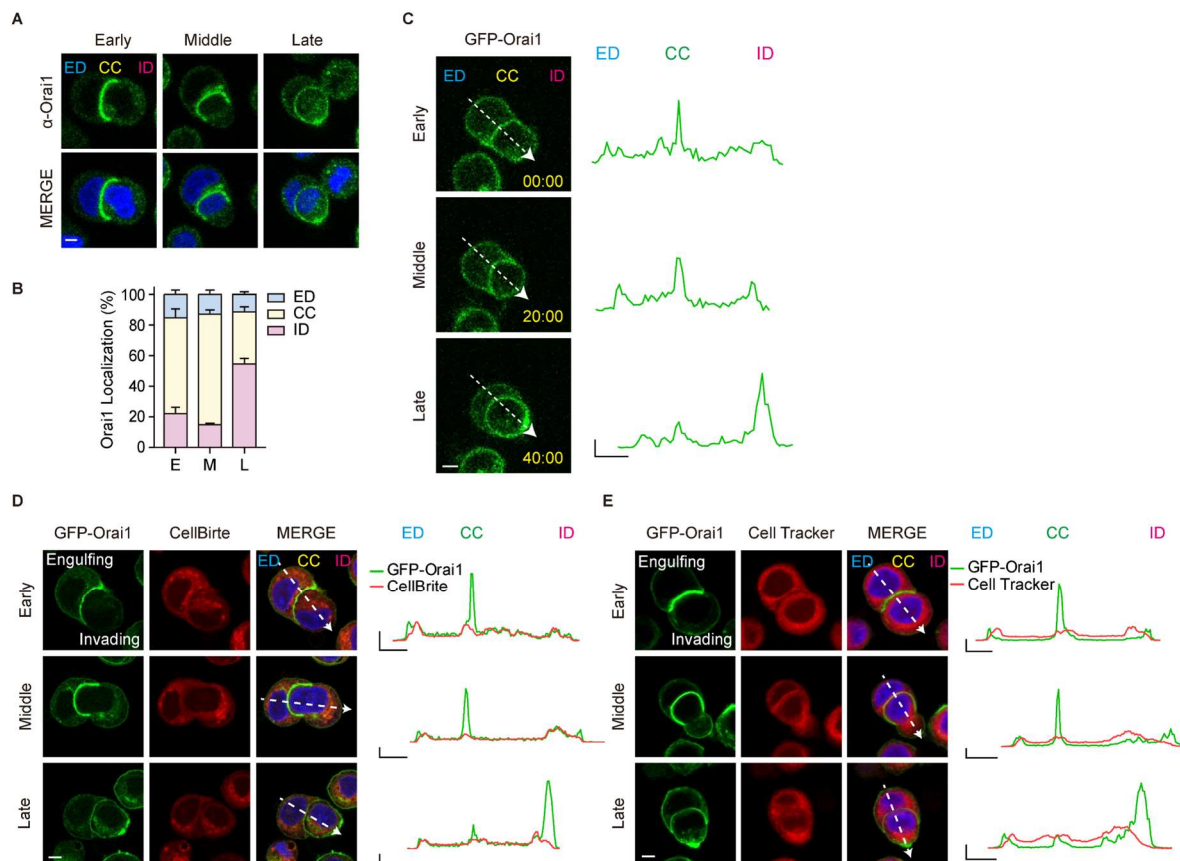 A
Early Middle Late
ED CC ID
α-Orai1
MERGE
B
Orai1 Localization (%)
100
80
60
40
20
0
E M L
ED
CC
ID
C
GFP-Orai1
ED CC ID
ED CC ID
Early
00:00
Middle
20:00
Late
40:00
D
GFP-Orai1 CellBirte MERGE
ED CC ID
Engulfing
Invading
ED CC ID
GFP-Orai1
CellBrite
Early
Middle
Late
E
GFP-Orai1 Cell Tracker MERGE
ED CC ID
Engulfing
Invading
ED CC ID
GFP-Orai1
Cell Tracker
Early
Middle
Late